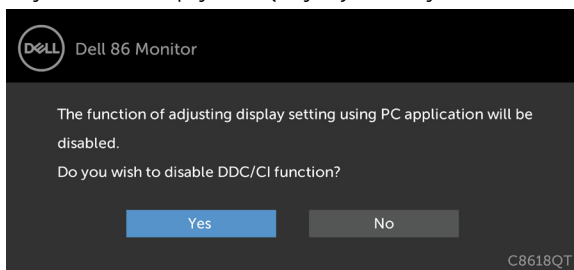 DELL
Dell 86 Monitor
The function of adjusting display setting using PC application will be
disabled.
Do you wish to disable DDC/CI function?
Yes
No
C8618QT